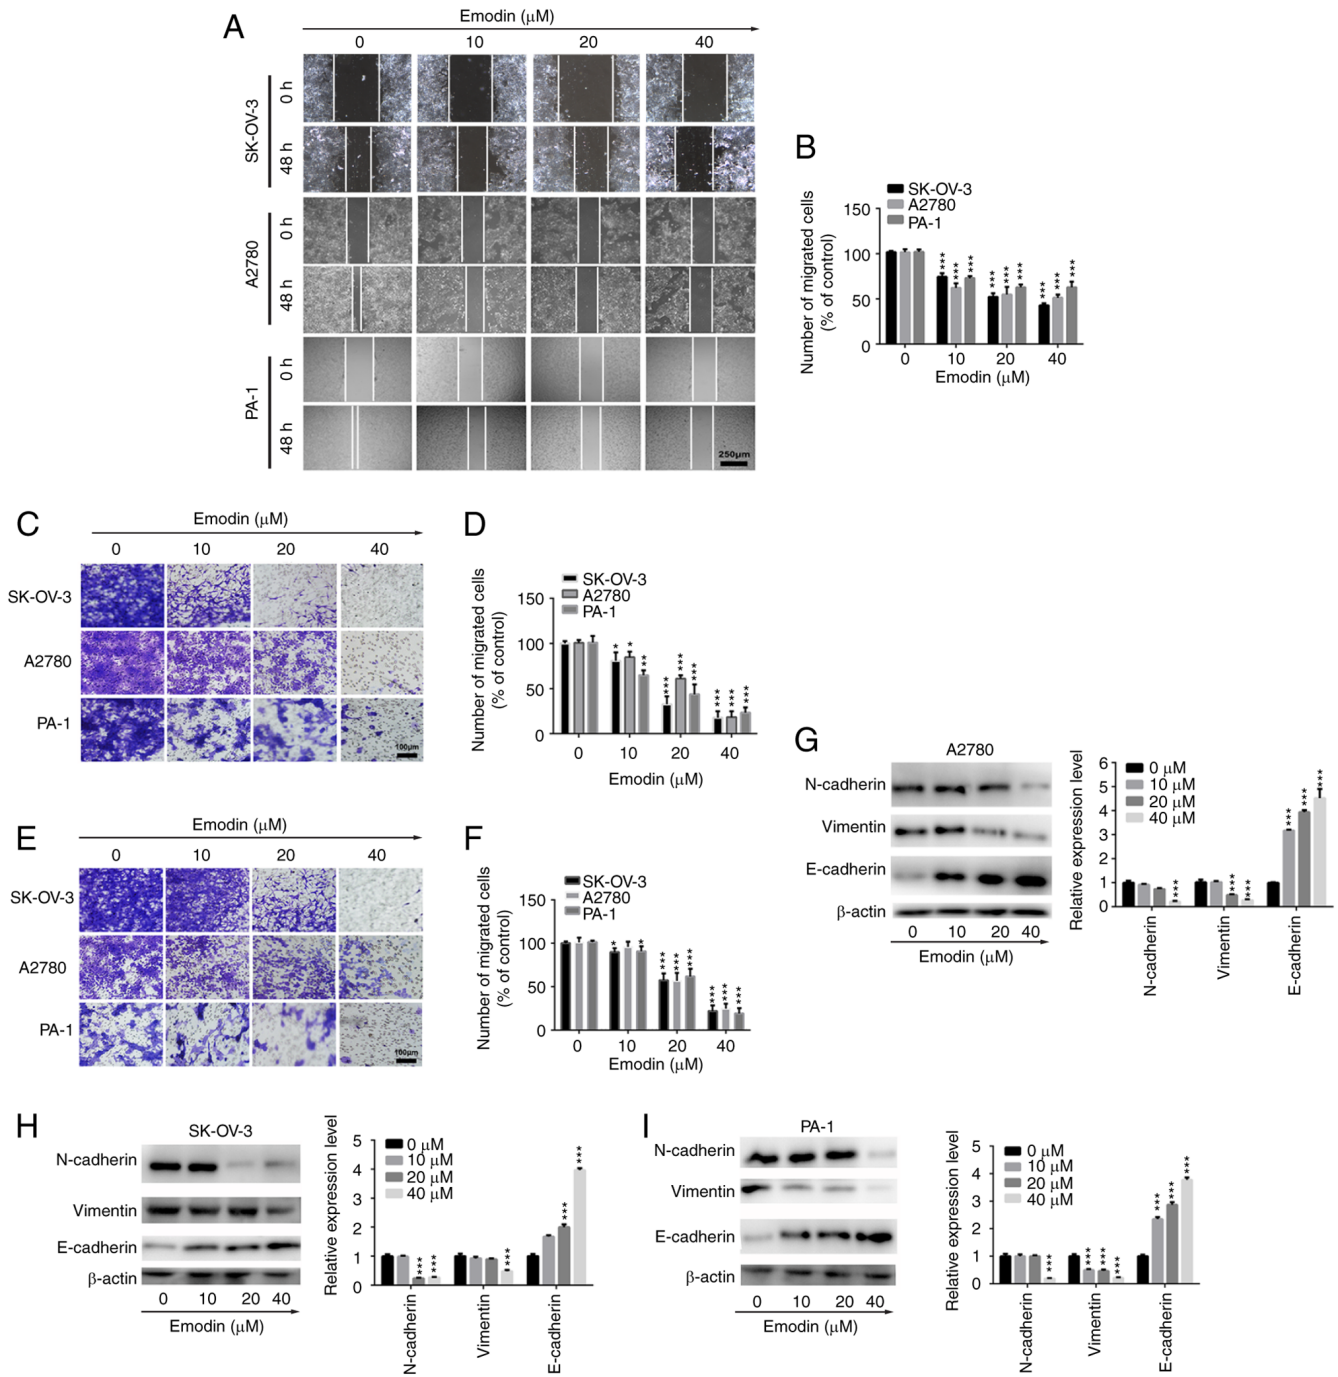 A
Emodin (μM)
0 10 20 40
SK-OV-3
0 h
48 h
A2780
0 h
48 h
PA-1
0 h
48 h
250μm
B
SK-OV-3
A2780
PA-1
Number of migrated cells
(% of control)
150
100
50
0
*** *** ***
*** *** ***
*** *** ***
0 10 20 40
Emodin (μM)
C
Emodin (μM)
0 10 20 40
SK-OV-3
A2780
PA-1
100μm
D
SK-OV-3
A2780
PA-1
Number of migrated cells
(% of control)
150
100
50
0
* * ***
*** *** ***
*** *** ***
0 10 20 40
Emodin (μM)
E
Emodin (μM)
0 10 20 40
SK-OV-3
A2780
PA-1
100μm
F
SK-OV-3
A2780
PA-1
Number of migrated cells
(% of control)
150
100
50
0
* *
*** *** ***
*** *** ***
0 10 20 40
Emodin (μM)
G
A2780
N-cadherin
Vimentin
E-cadherin
β-actin
0 10 20 40
Emodin (μM)
Relative expression level
6
5
4
3
2
1
0
0 μM
10 μM
20 μM
40 μM
***
*** ***
*** *** ***
N-cadherin
Vimentin
E-cadherin
H
SK-OV-3
N-cadherin
Vimentin
E-cadherin
β-actin
0 10 20 40
Emodin (μM)
Relative expression level
5
4
3
2
1
0
0 μM
10 μM
20 μM
40 μM
*** ***
***
*** ***
N-cadherin
Vimentin
E-cadherin
I
PA-1
N-cadherin
Vimentin
E-cadherin
β-actin
0 10 20 40
Emodin (μM)
Relative expression level
5
4
3
2
1
0
0 μM
10 μM
20 μM
40 μM
***
*** *** ***
*** *** ***
N-cadherin
Vimentin
E-cadherin